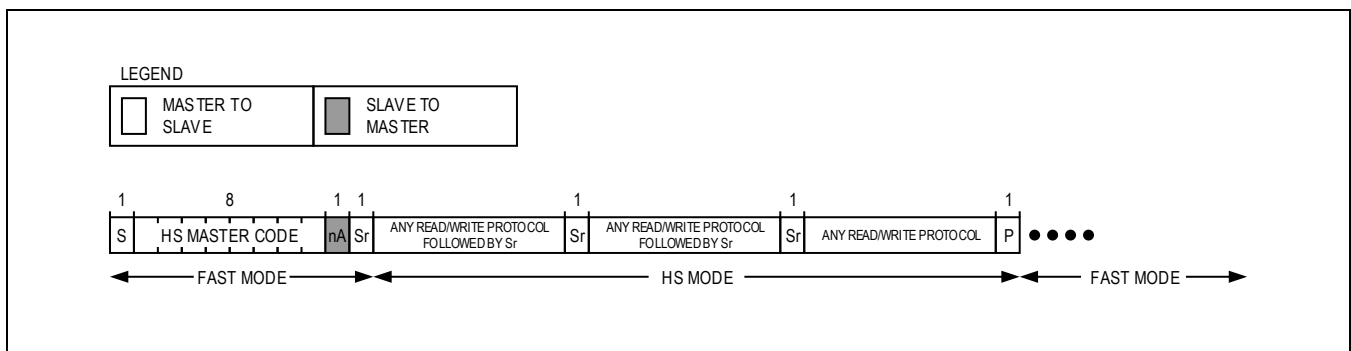 LEGEND
MASTER TO
SLAVE
SLAVE TO
MASTER
1 8 1 1 1 1 1
S HS MASTER CODE nA Sr ANY READ/WRITE PROTOCOL FOLLOWED BY Sr Sr ANY READ/WRITE PROTOCOL FOLLOWED BY Sr Sr ANY READ/WRITE PROTOCOL P
FAST MODE HS MODE FAST MODE